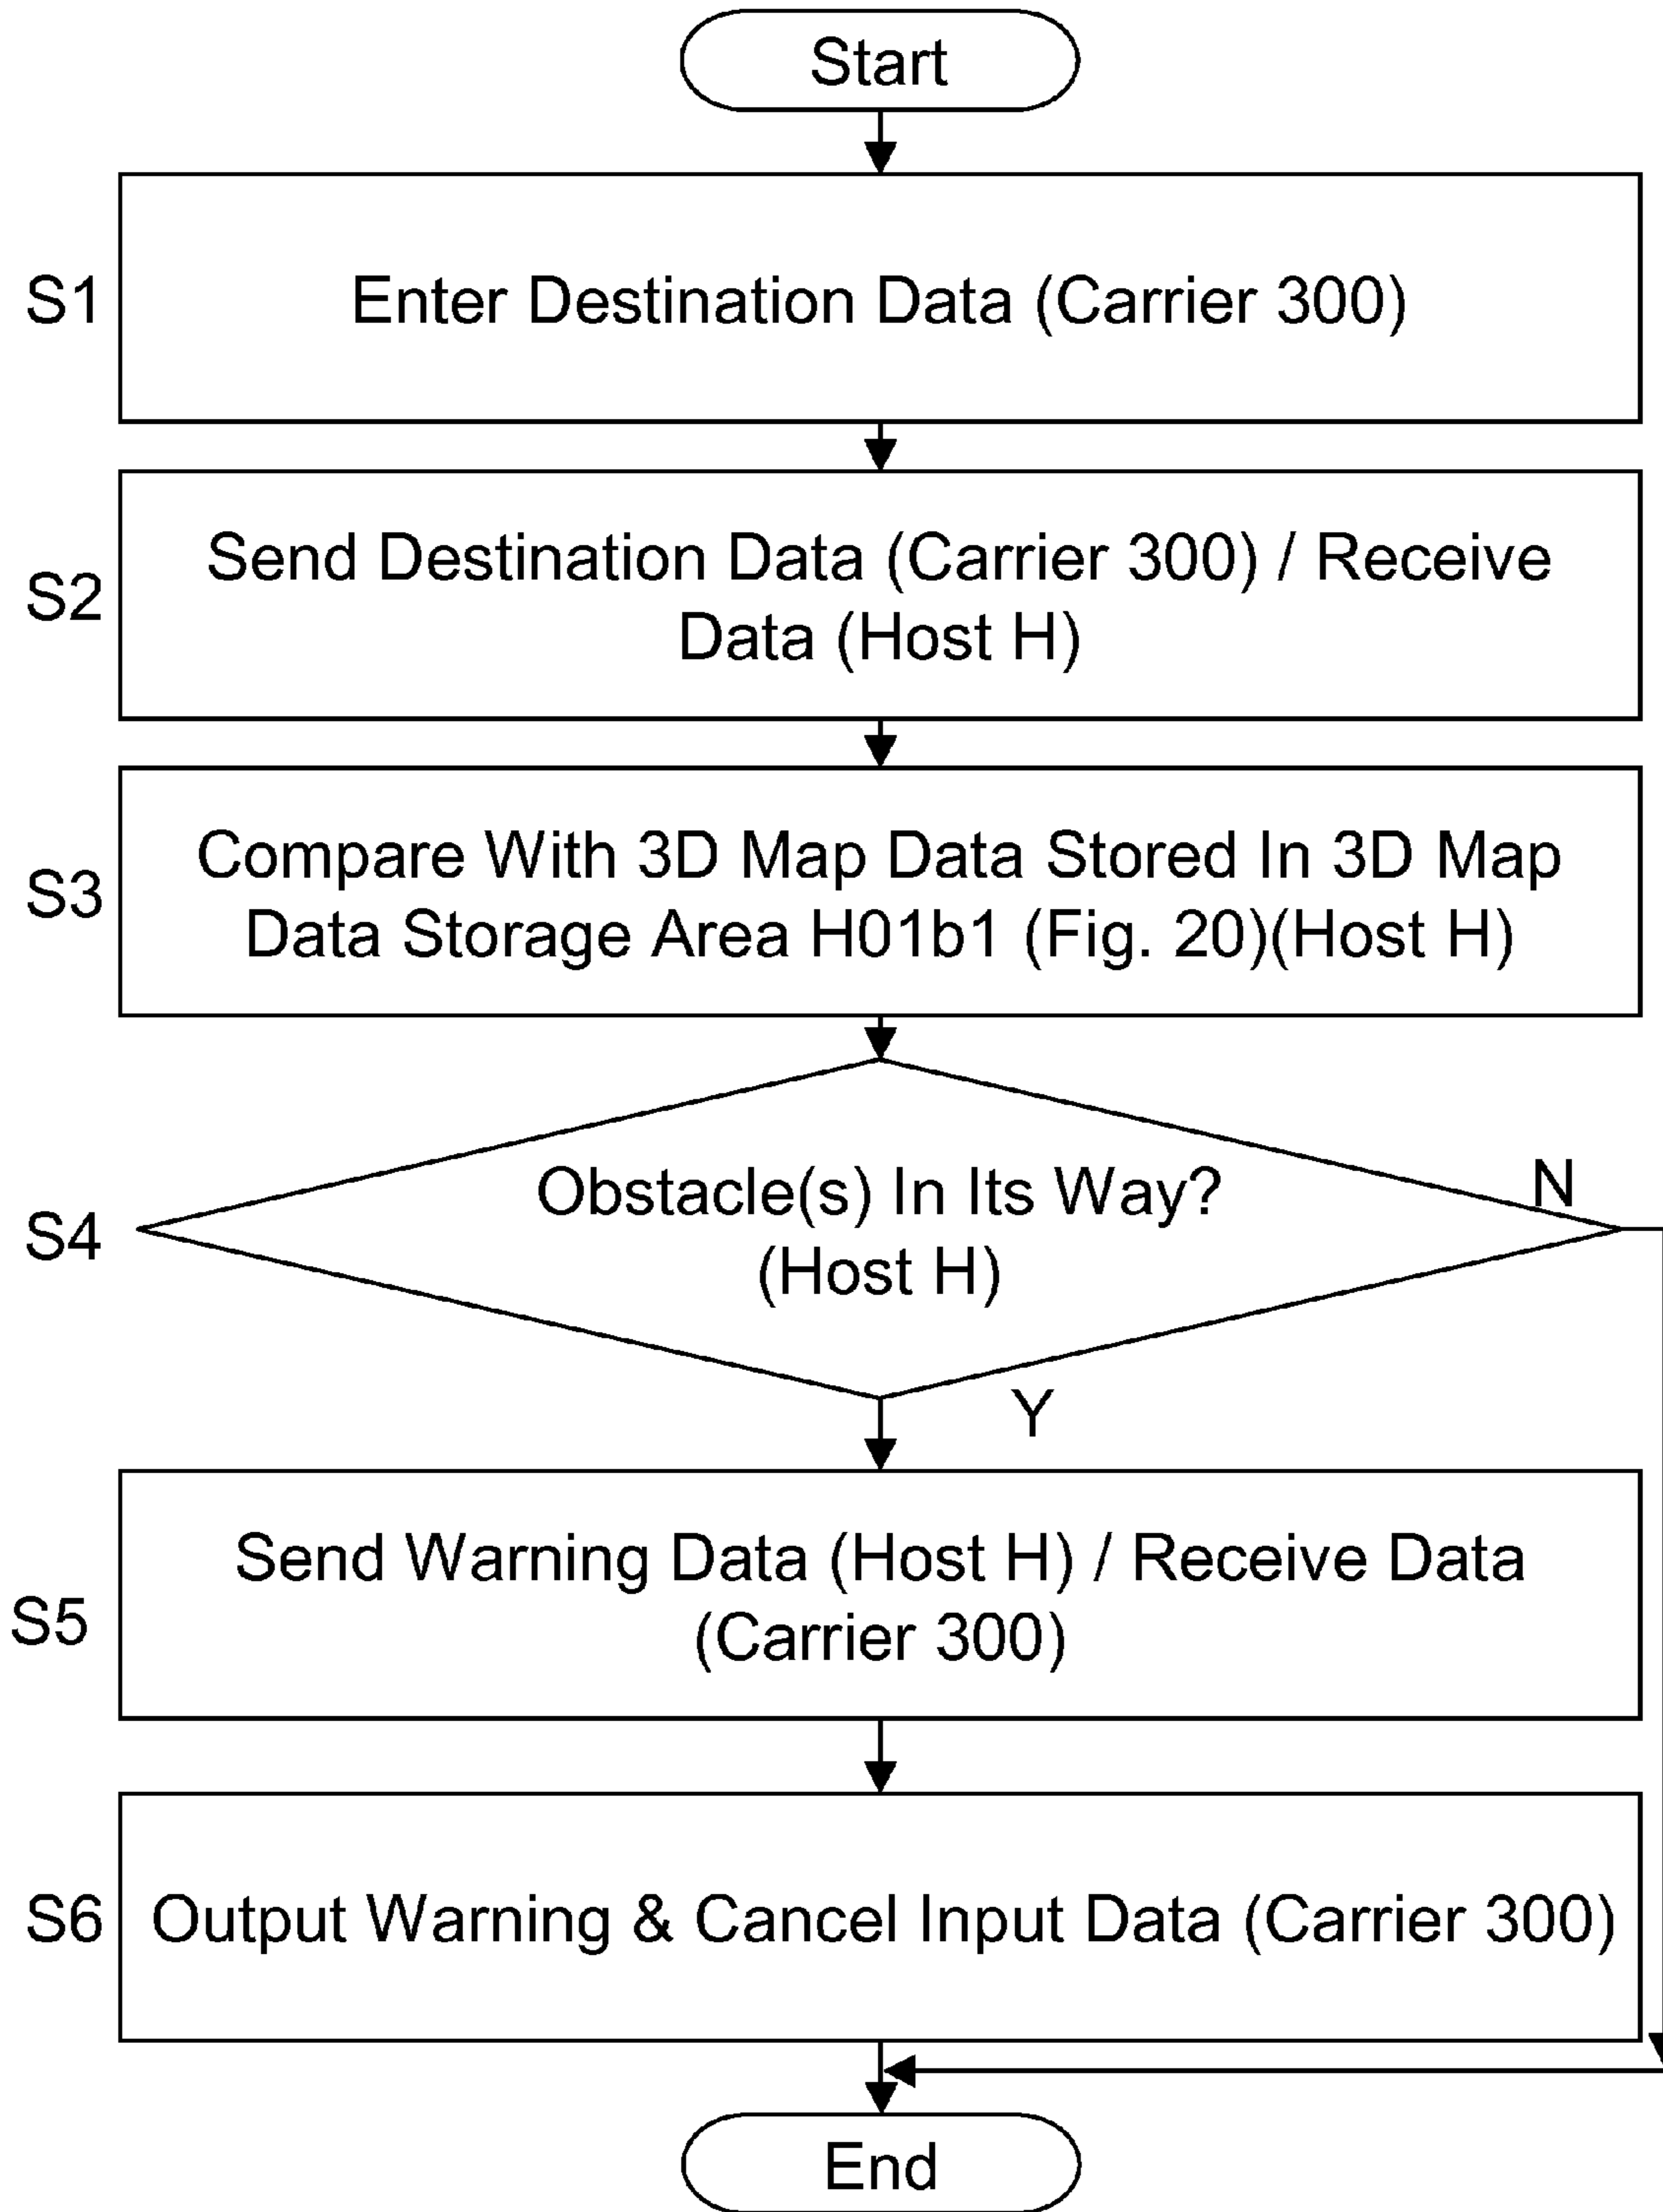 Start
S1
Enter Destination Data (Carrier 300)
S2
Send Destination Data (Carrier 300) / Receive
Data (Host H)
S3
Compare With 3D Map Data Stored In 3D Map
Data Storage Area H01b1 (Fig. 20)(Host H)
S4
Obstacle(s) In Its Way?
(Host H)
N
Y
S5
Send Warning Data (Host H) / Receive Data
(Carrier 300)
S6
Output Warning & Cancel Input Data (Carrier 300)
End